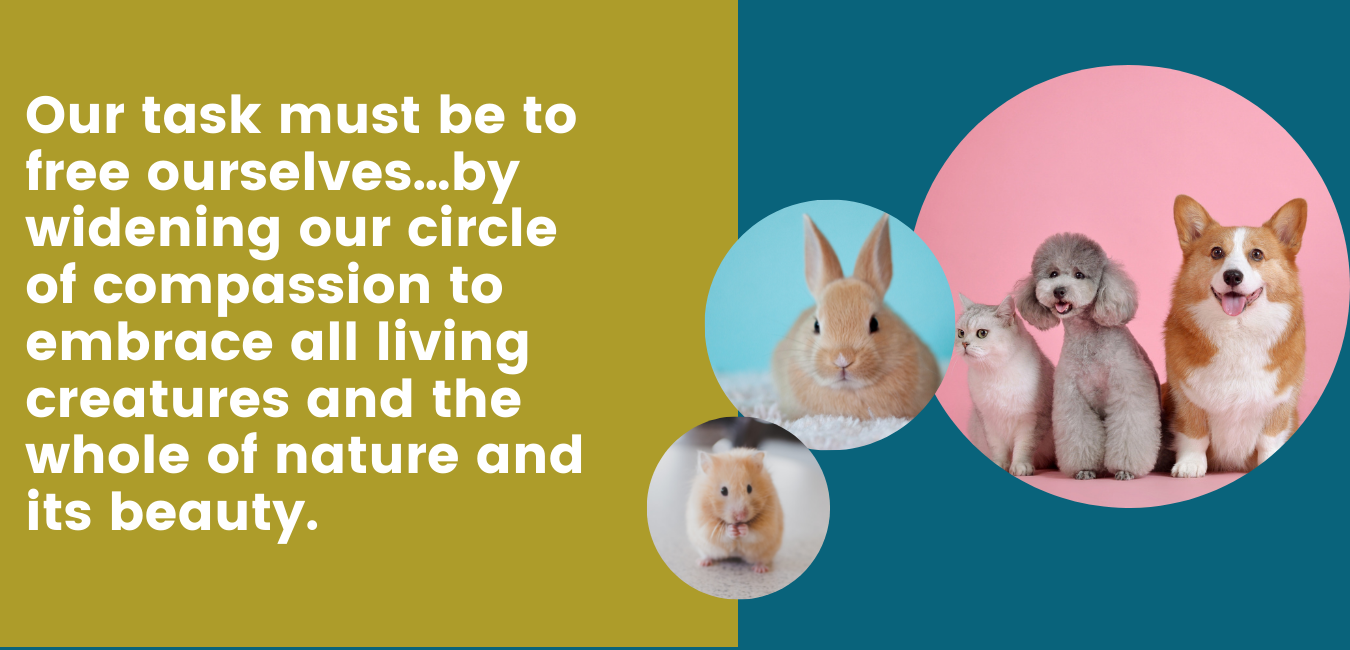 Our task must be to
free ourselves...by
widening our circle
of compassion to
embrace all living
creatures and the
whole of nature and
its beauty.